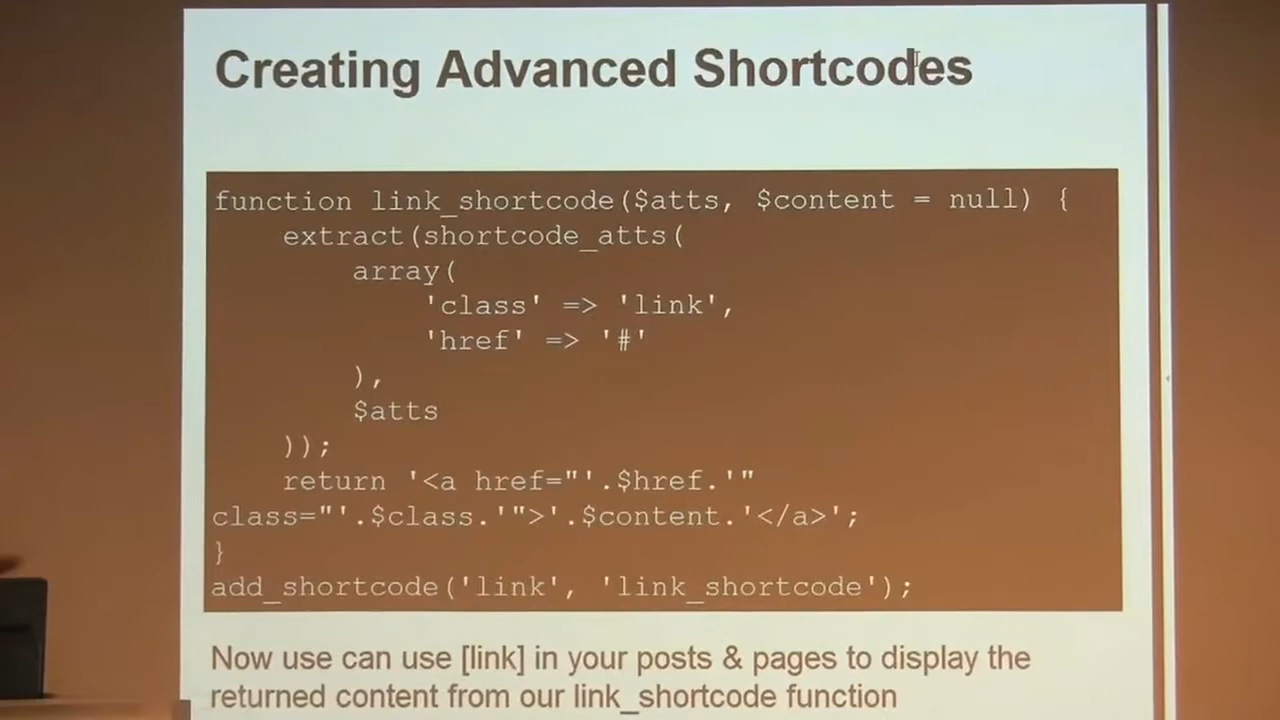 Creating Advanced Shortcodes
function link_shortcode($atts, $content = null) {
extract(shortcode_atts(
array(
'class' => 'link',
'href' => '#'
),
$atts
));
return '<a href="'.$href.'"
class="'.$class.'">'.$content.'</a>';
}
add_shortcode('link', 'link_shortcode');
Now use can use [link] in your posts & pages to display the
returned content from our link_shortcode function